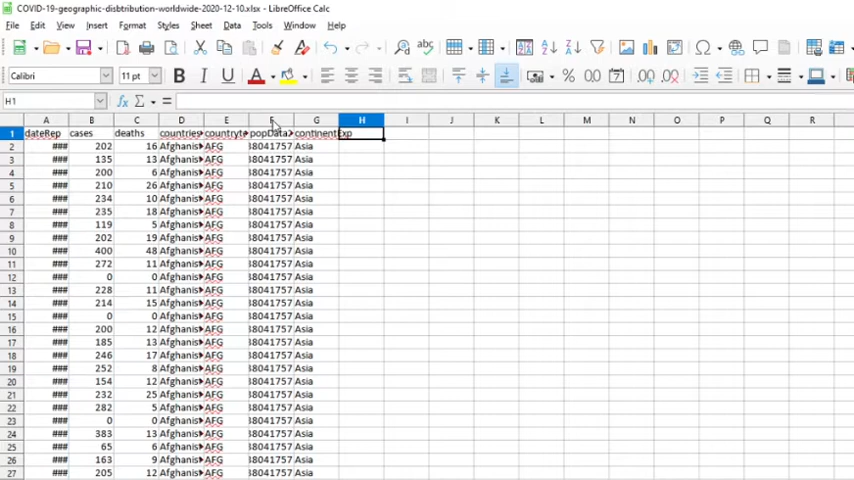 COVID-19-geographic-disbtribution-worldwide-2020-12-10.xlsx - LibreOffice Calc
File Edit View Insert Format Styles Sheet Data Tools Window Help
Calibri 11 pt B I U A % 0.0 7 .00 .00
H1 fx Σ =
A B C D E F G H I J K L M N O P Q R
1 dateRep cases deaths countries countryte popData continentExp
2 ### 202 16 Afghanis AFG 38041757 Asia
3 ### 135 13 Afghanis AFG 38041757 Asia
4 ### 200 6 Afghanis AFG 38041757 Asia
5 ### 210 26 Afghanis AFG 38041757 Asia
6 ### 234 10 Afghanis AFG 38041757 Asia
7 ### 235 18 Afghanis AFG 38041757 Asia
8 ### 119 5 Afghanis AFG 38041757 Asia
9 ### 202 19 Afghanis AFG 38041757 Asia
10 ### 400 48 Afghanis AFG 38041757 Asia
11 ### 272 11 Afghanis AFG 38041757 Asia
12 ### 0 0 Afghanis AFG 38041757 Asia
13 ### 228 11 Afghanis AFG 38041757 Asia
14 ### 214 15 Afghanis AFG 38041757 Asia
15 ### 0 0 Afghanis AFG 38041757 Asia
16 ### 200 12 Afghanis AFG 38041757 Asia
17 ### 185 13 Afghanis AFG 38041757 Asia
18 ### 246 17 Afghanis AFG 38041757 Asia
19 ### 252 8 Afghanis AFG 38041757 Asia
20 ### 154 12 Afghanis AFG 38041757 Asia
21 ### 232 25 Afghanis AFG 38041757 Asia
22 ### 282 5 Afghanis AFG 38041757 Asia
23 ### 0 0 Afghanis AFG 38041757 Asia
24 ### 383 13 Afghanis AFG 38041757 Asia
25 ### 65 6 Afghanis AFG 38041757 Asia
26 ### 163 9 Afghanis AFG 38041757 Asia
27 ### 205 12 Afghanis AFG 38041757 Asia